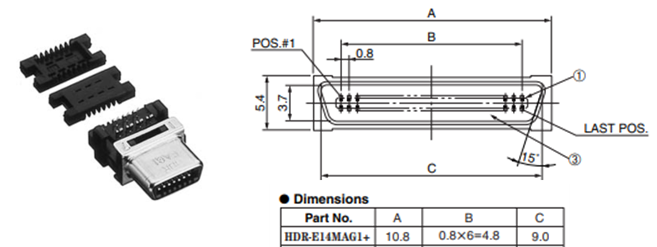 A
POS.#1
B
0.8
①
5.4
3.7
LAST POS.
15°
③
C
● Dimensions
Part No. A B C
HDR-E14MAG1+ 10.8 0.8×6=4.8 9.0